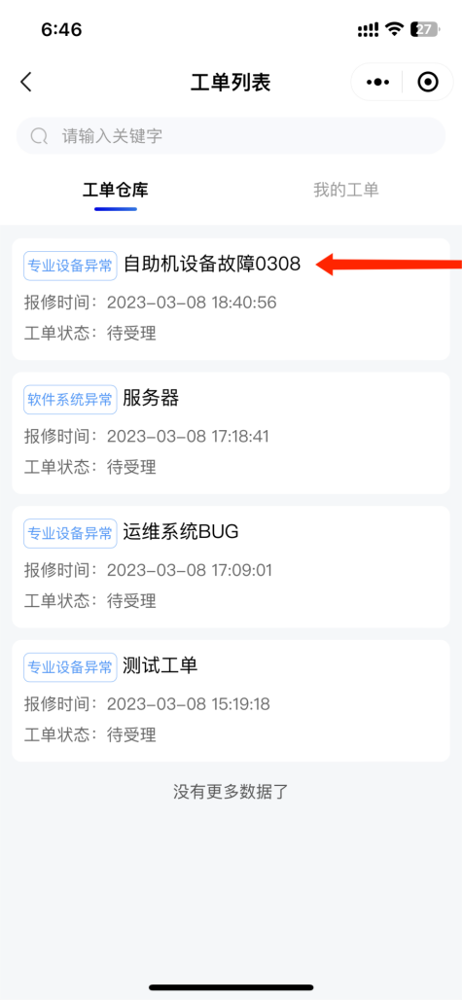 6:46
27
工单列表
请输入关键字
工单仓库
我的工单
专业设备异常 自助机设备故障0308
报修时间：2023-03-08 18:40:56
工单状态：待受理
软件系统异常 服务器
报修时间：2023-03-08 17:18:41
工单状态：待受理
专业设备异常 运维系统BUG
报修时间：2023-03-08 17:09:01
工单状态：待受理
专业设备异常 测试工单
报修时间：2023-03-08 15:19:18
工单状态：待受理
没有更多数据了